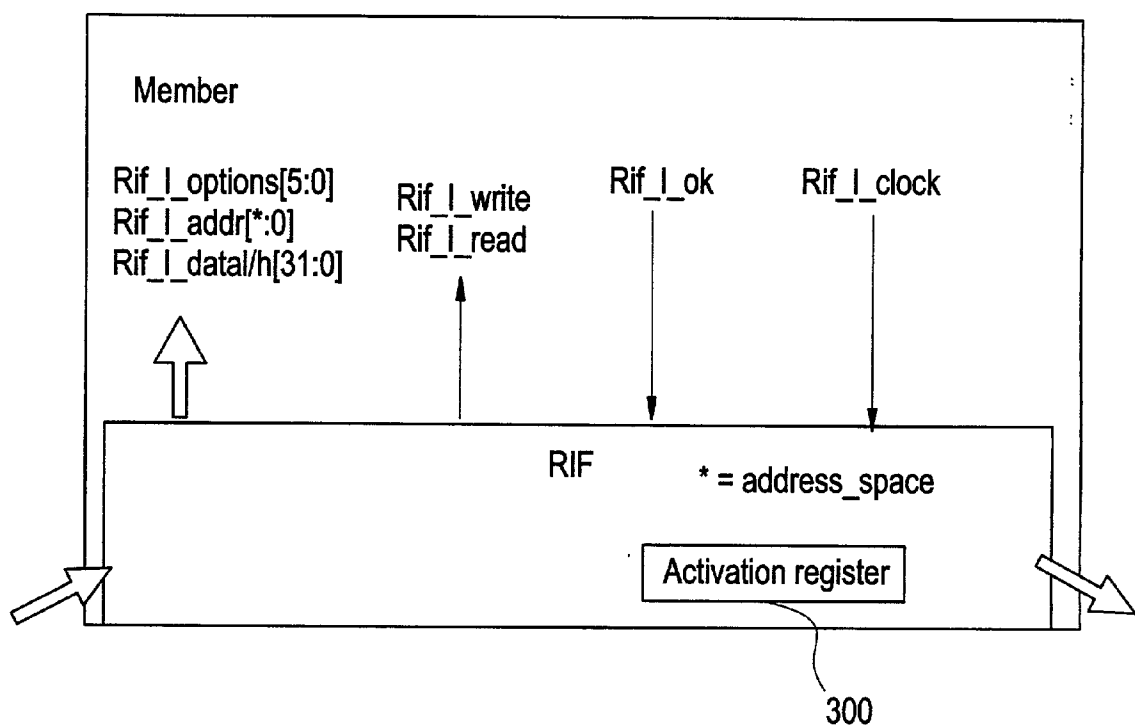 Member
Rif_I_options[5:0]
Rif_I_addr[*:0]
Rif_I_datal/h[31:0]
Rif_I_write
Rif_I_read
Rif_I_ok
Rif_I_clock
RIF
* = address_space
Activation register
300